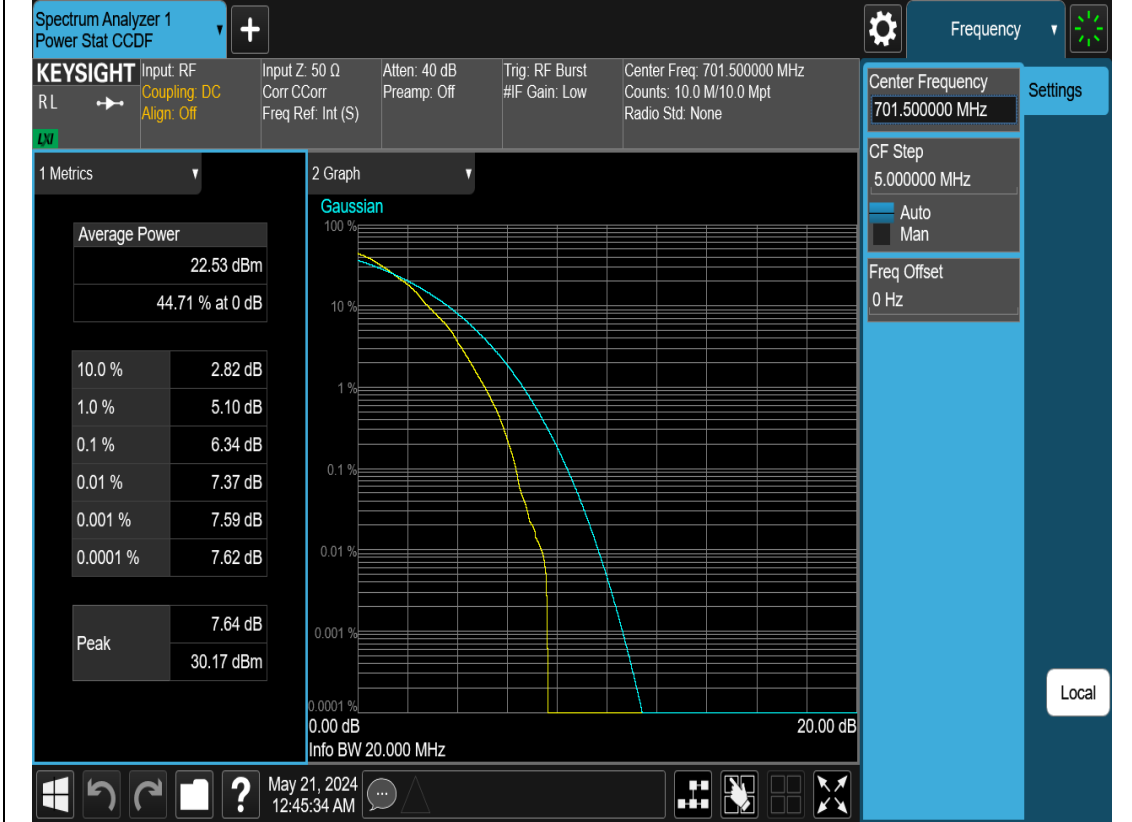 Spectrum Analyzer 1
Power Stat CCDF
Frequency
KEYSIGHT
RL
LXI
Input: RF
Coupling: DC
Align: Off
Input Z: 50 Ω
Corr CCorr
Freq Ref: Int (S)
Atten: 40 dB
Preamp: Off
Trig: RF Burst
#IF Gain: Low
Center Freq: 701.500000 MHz
Counts: 10.0 M/10.0 Mpt
Radio Std: None
Center Frequency
701.500000 MHz
Settings
CF Step
5.000000 MHz
Auto
Man
Freq Offset
0 Hz
Local
1 Metrics
Average Power
22.53 dBm
44.71 % at 0 dB
10.0 % 2.82 dB
1.0 % 5.10 dB
0.1 % 6.34 dB
0.01 % 7.37 dB
0.001 % 7.59 dB
0.0001 % 7.62 dB
Peak
7.64 dB
30.17 dBm
2 Graph
Gaussian
100 %
10 %
1 %
0.1 %
0.01 %
0.001 %
0.0001 %
0.00 dB 20.00 dB
Info BW 20.000 MHz
?
May 21, 2024
12:45:34 AM